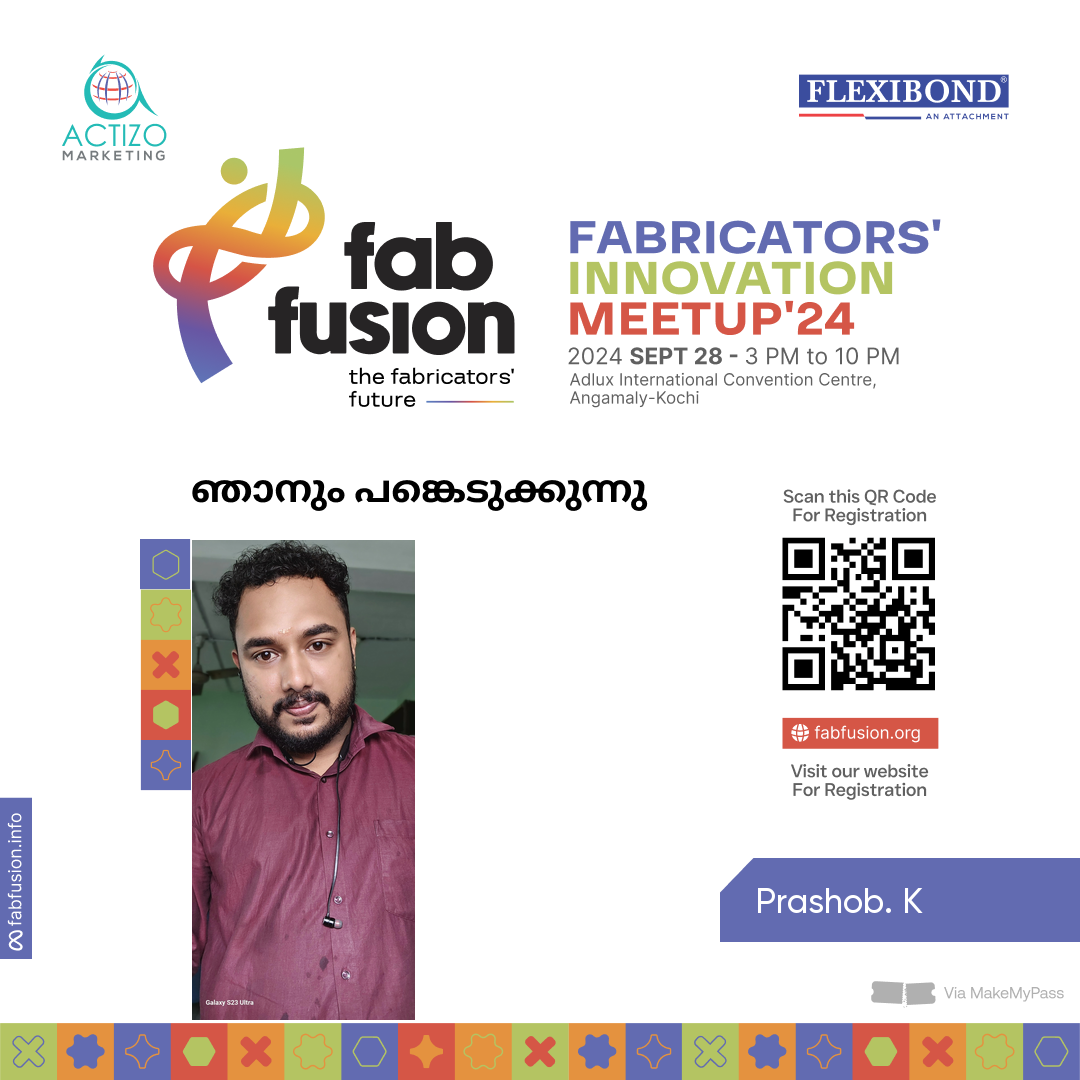 ACTIZO
MARKETING
FLEXIBOND®
AN ATTACHMENT
fab
fusion
the fabricators'
future
FABRICATORS'
INNOVATION
MEETUP'24
2024 SEPT 28 - 3 PM to 10 PM
Adlux International Convention Centre,
Angamaly-Kochi
ഞാനും പങ്കെടുക്കുന്നു
Scan this QR Code
For Registration
fabfusion.org
Visit our website
For Registration
fabfusion.info
Prashob. K
Galaxy S23 Ultra
Via MakeMyPass